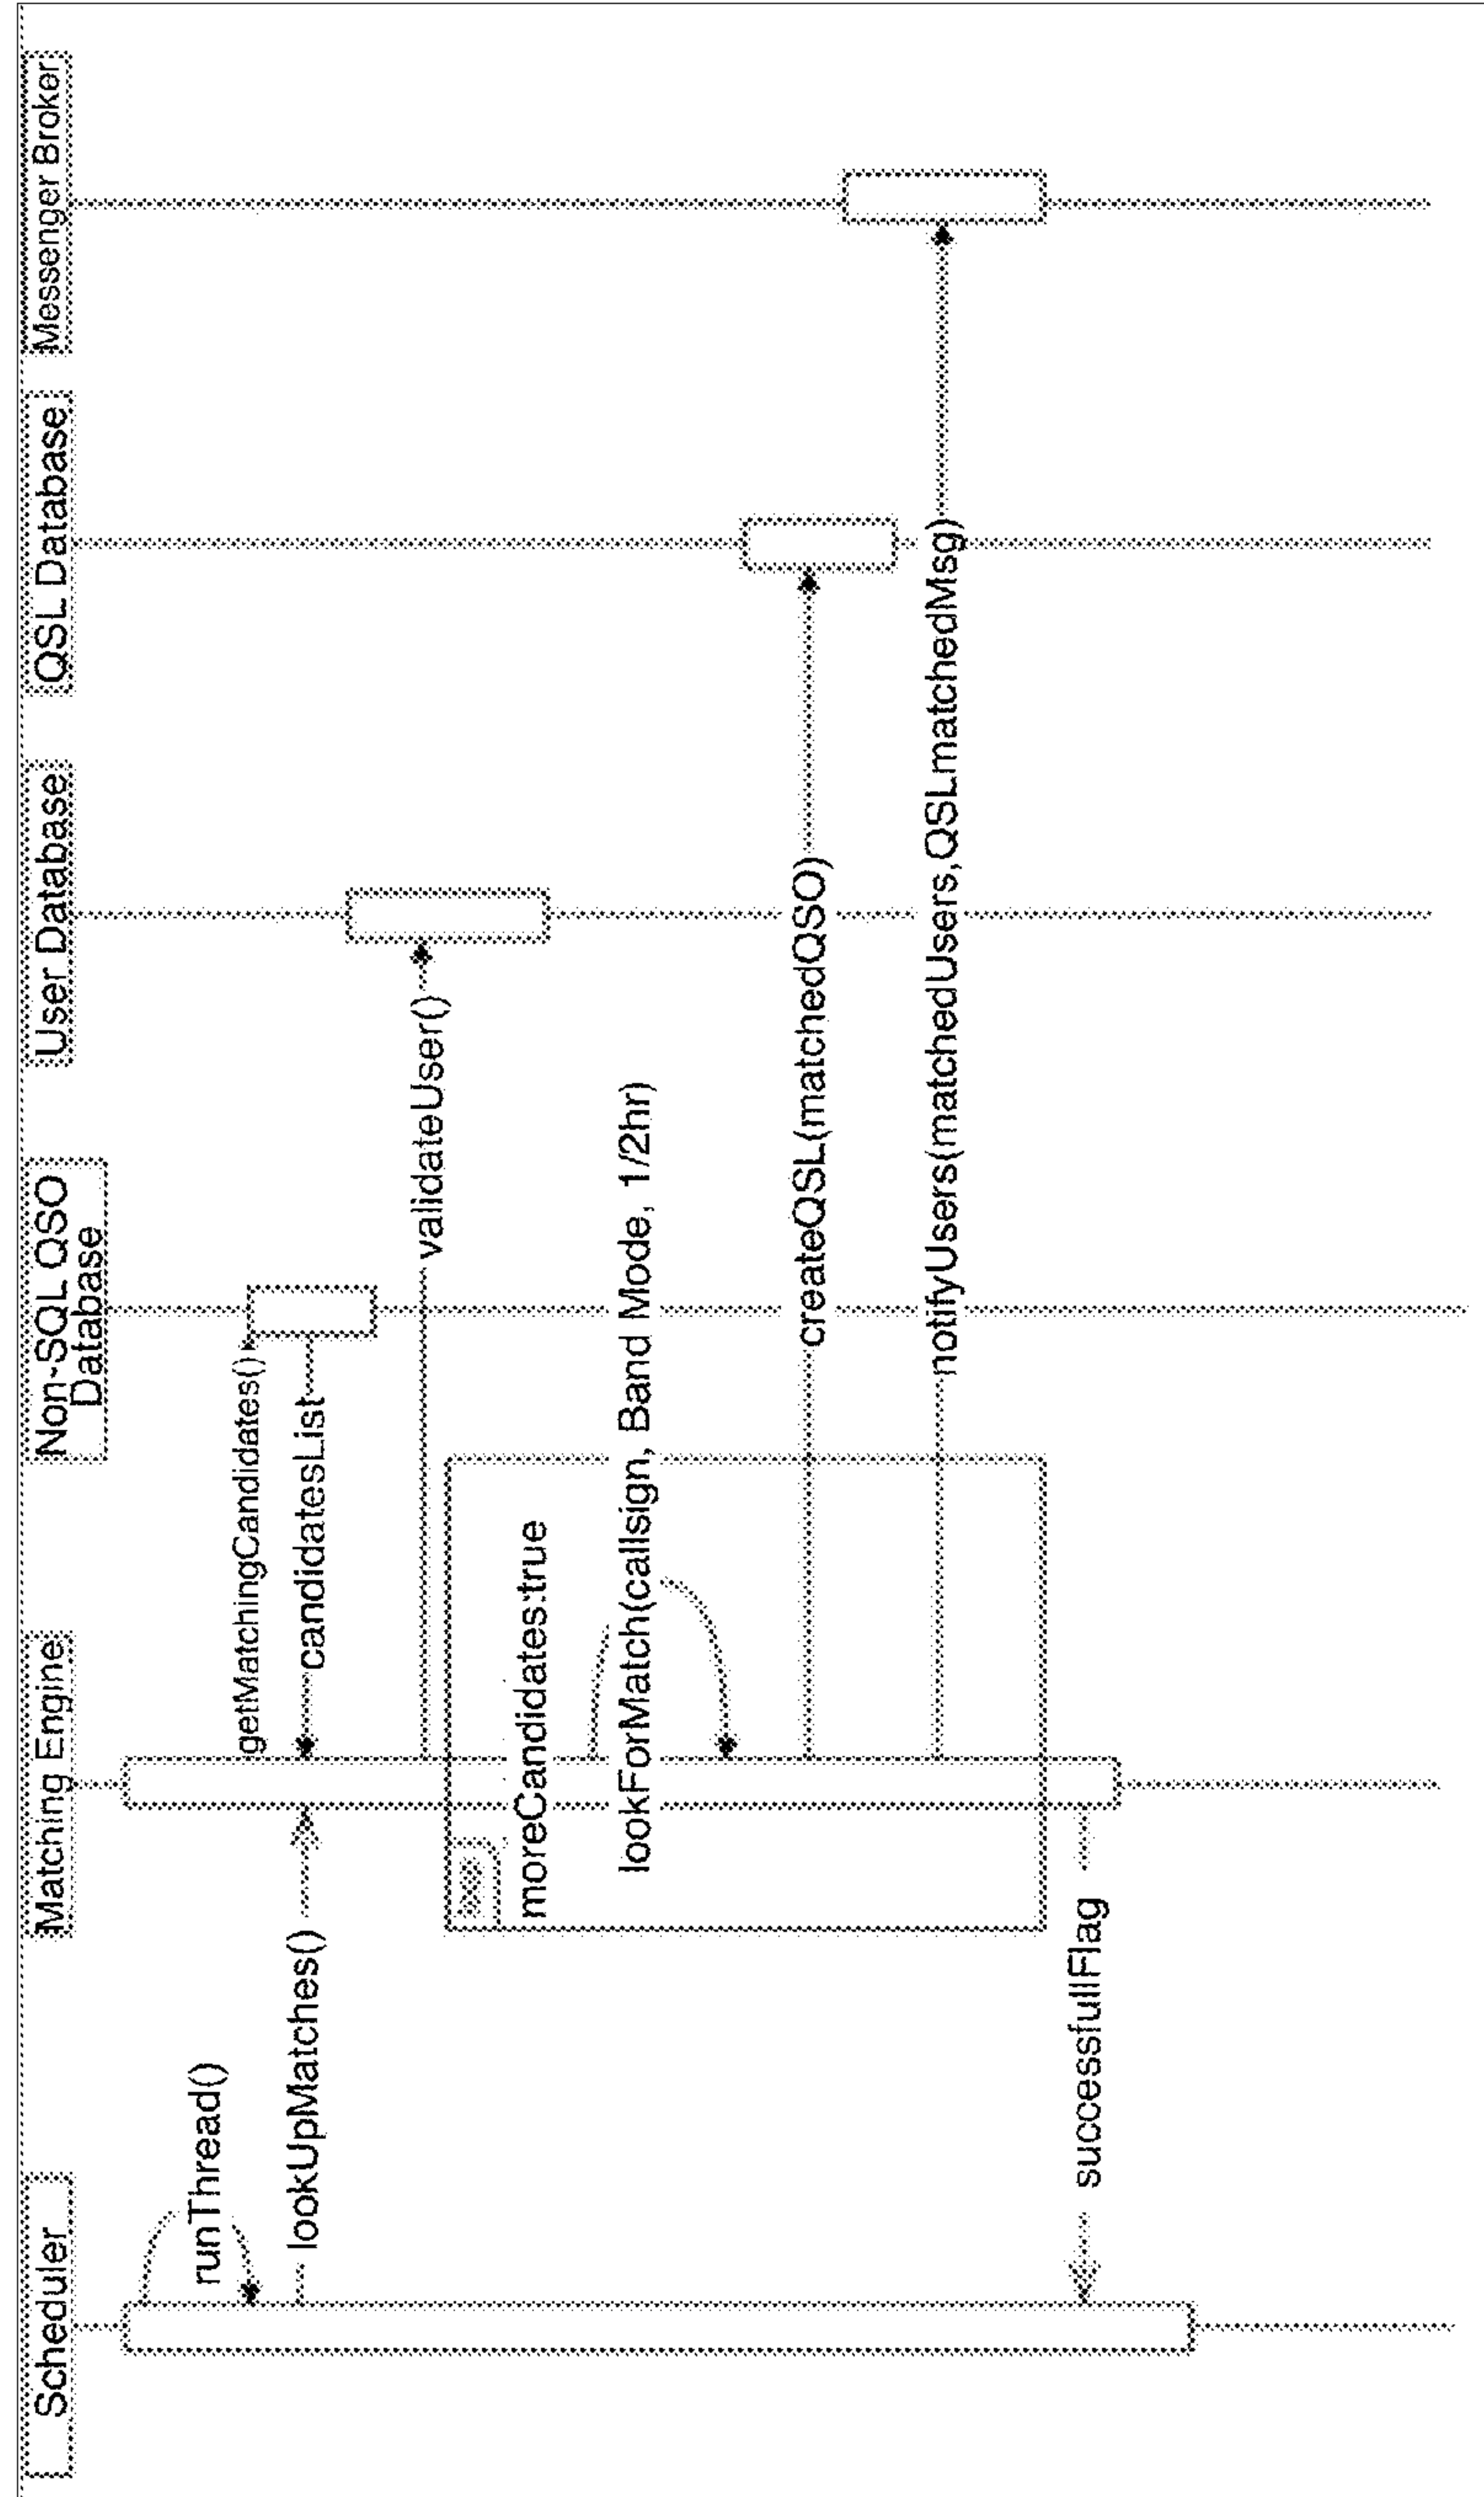 Scheduler
Matching Engine
Non-SQL QSO
Database
User Database
QSL Database
Messenger Broker
runThread()
getMatchingCandidates()
lookUpMatches()
candidatesList
validateUser()
moreCandidates:true
lookForMatch(callsign, Band Mode, 1/2hr)
createQSL(matchedQSO)
notifyUsers(matchedUsers,QSLmatchedMsg)
successfullFlag